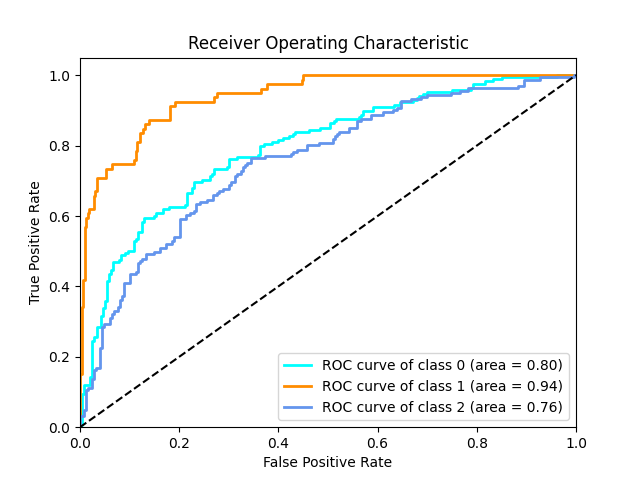 Receiver Operating Characteristic
1.0
0.8
0.6
0.4
0.2
0.0
True Positive Rate
0.0 0.2 0.4 0.6 0.8 1.0
False Positive Rate
ROC curve of class 0 (area = 0.80)
ROC curve of class 1 (area = 0.94)
ROC curve of class 2 (area = 0.76)